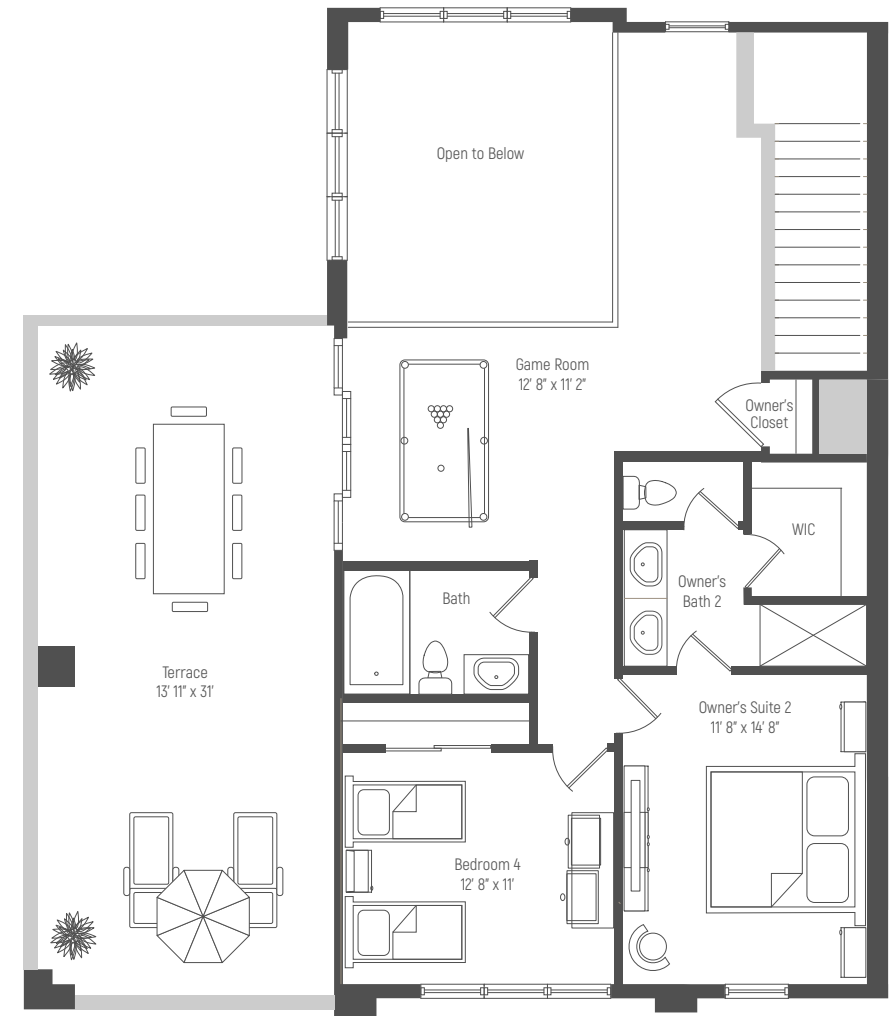 Open to Below
Game Room
12' 8" x 11' 2"
Owner's
Closet
WIC
Owner's
Bath 2
Bath
Terrace
13' 11" x 31'
Owner's Suite 2
11' 8" x 14' 8"
Bedroom 4
12' 8" x 11'